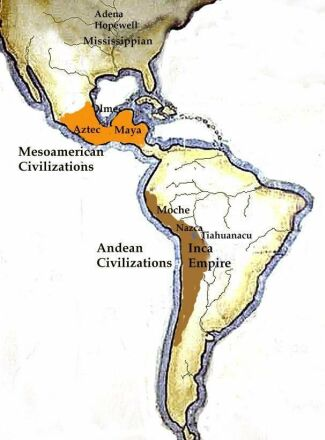 Adena
Hopewell
Mississippian
Olmec
Aztec
Maya
Mesoamerican
Civilizations
Moche
Nazca
Tiahuanacu
Andean
Civilizations
Inca
Empire